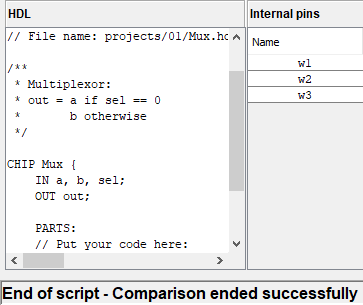 HDL
Internal pins
// File name: projects/01/Mux.hd
Name
/**
w1
* Multiplexor:
w2
* out = a if sel == 0
w3
* b otherwise
*/
CHIP Mux {
IN a, b, sel;
OUT out;
PARTS:
// Put your code here:
End of script - Comparison ended successfully